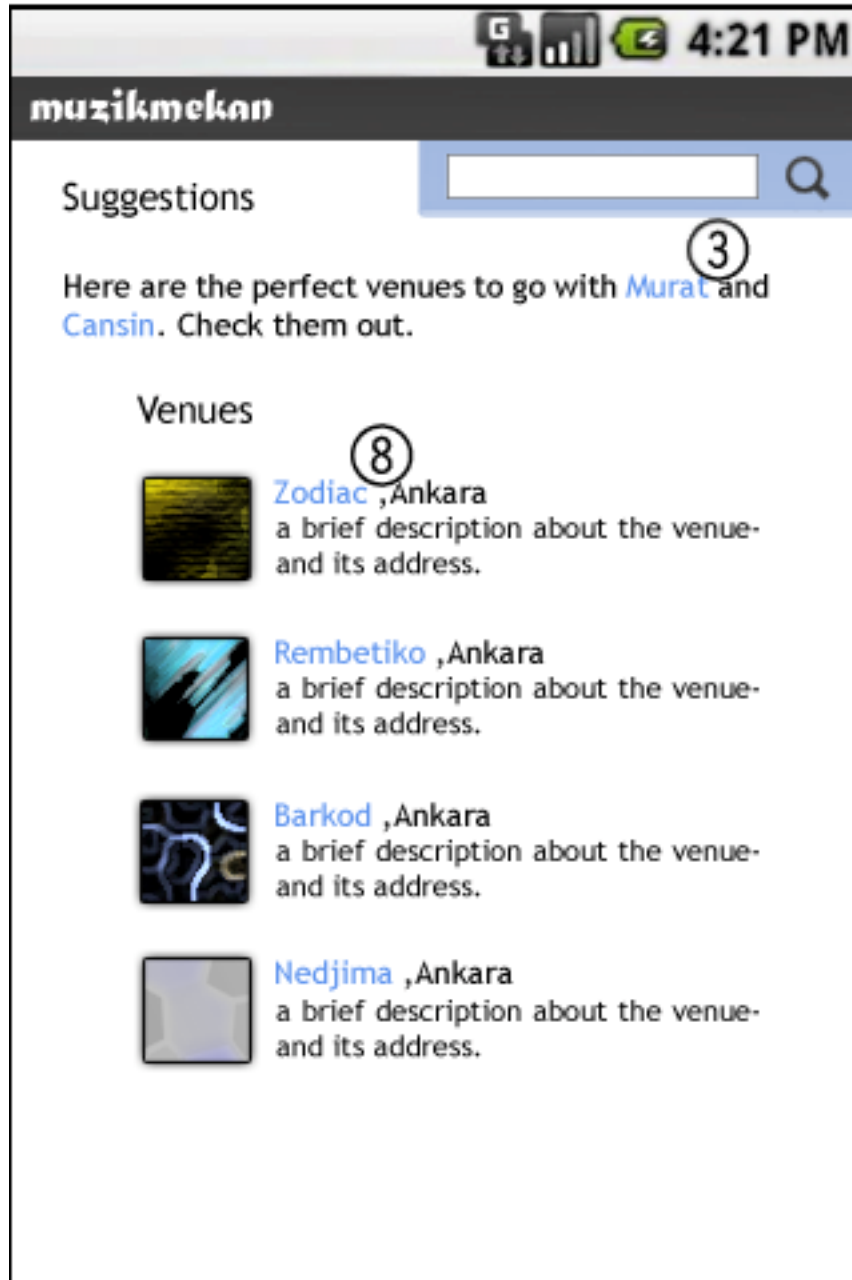 G
4:21 PM
muzikmekan
Suggestions
3
Here are the perfect venues to go with Murat and
Cansin. Check them out.
Venues
8
Zodiac ,Ankara
a brief description about the venue-
and its address.
Rembetiko ,Ankara
a brief description about the venue-
and its address.
Barkod ,Ankara
a brief description about the venue-
and its address.
Nedjima ,Ankara
a brief description about the venue-
and its address.